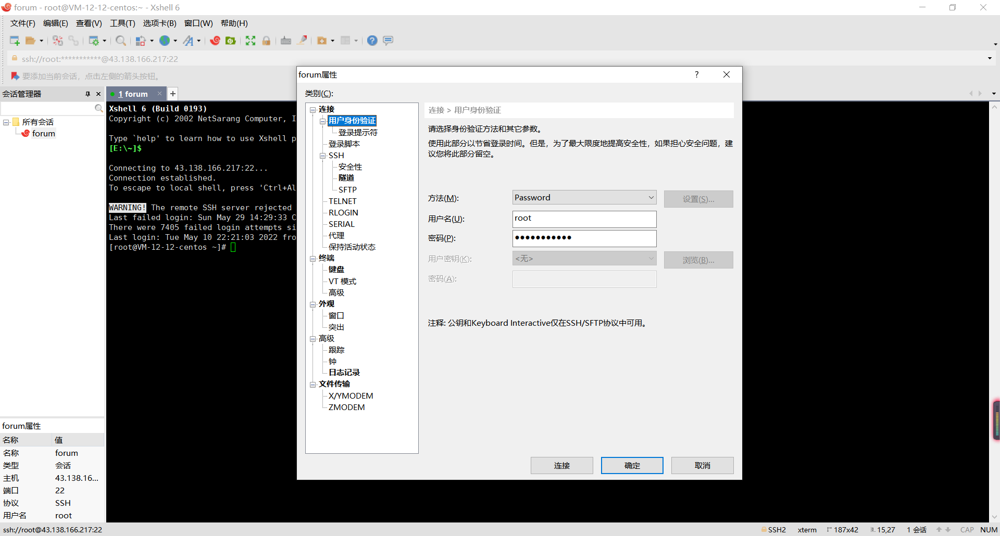 forum - root@VM-12-12-centos:~ - Xshell 6
文件(F) 编辑(E) 查看(V) 工具(T) 选项卡(B) 窗口(W) 帮助(H)
ssh://root:***********@43.138.166.217:22
要添加当前会话，点击左侧的箭头按钮。
会话管理器
所有会话
forum
1 forum
Xshell 6 (Build 0193)
Copyright (c) 2002 NetSarang Computer, I
Type `help' to learn how to use Xshell p
[E:\~]$
Connecting to 43.138.166.217:22...
Connection established.
To escape to local shell, press 'Ctrl+Al
WARNING! The remote SSH server rejected
Last failed login: Sun May 29 14:29:33 C
There were 7405 failed login attempts si
Last login: Tue May 10 22:21:03 2022 fro
[root@VM-12-12-centos ~]#
forum属性
类别(C):
连接
用户身份验证
登录提示符
登录脚本
SSH
安全性
隧道
SFTP
TELNET
RLOGIN
SERIAL
代理
保持活动状态
终端
键盘
VT 模式
高级
外观
窗口
突出
高级
跟踪
钟
日志记录
文件传输
X/YMODEM
ZMODEM
连接 > 用户身份验证
请选择身份验证方法和其它参数。
使用此部分以节省登录时间。但是，为了最大限度地提高安全性，如果担心安全问题，建
议您将此部分留空。
方法(M): Password 设置(S)...
用户名(U): root
密码(P): ●●●●●●●●●●●
用户密钥(K): <无> 浏览(B)...
密码(A):
注释: 公钥和Keyboard Interactive仅在SSH/SFTP协议中可用。
连接 确定 取消
forum属性
名称 值
名称 forum
类型 会话
主机 43.138.16...
端口 22
协议 SSH
用户名 root
ssh://root@43.138.166.217:22 SSH2 xterm 187x42 15,27 1 会话 CAP NUM